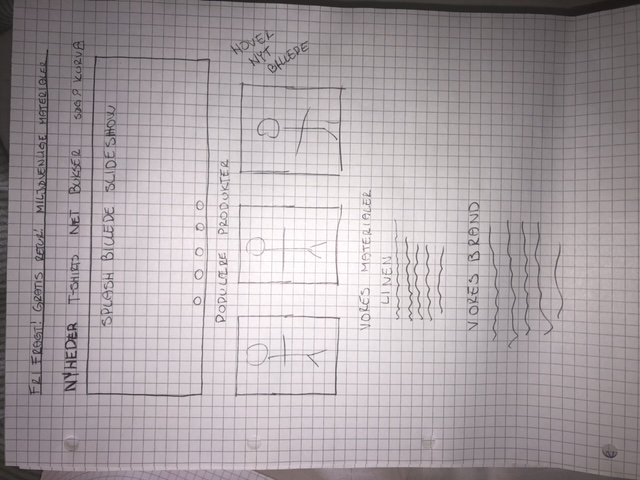 FRI FRAGT! GRATIS RETUR! MILJØVENLIGE MATERIALER
NYHEDER T-SHIRTS NET BUKSER SØG? KURV
SPLASH BILLEDE SLIDESHOW
POPULÆRE PRODUKTER
HOVER
NYT
BILLEDE
VORES MATERIALER
LINEN
VORES BRAND